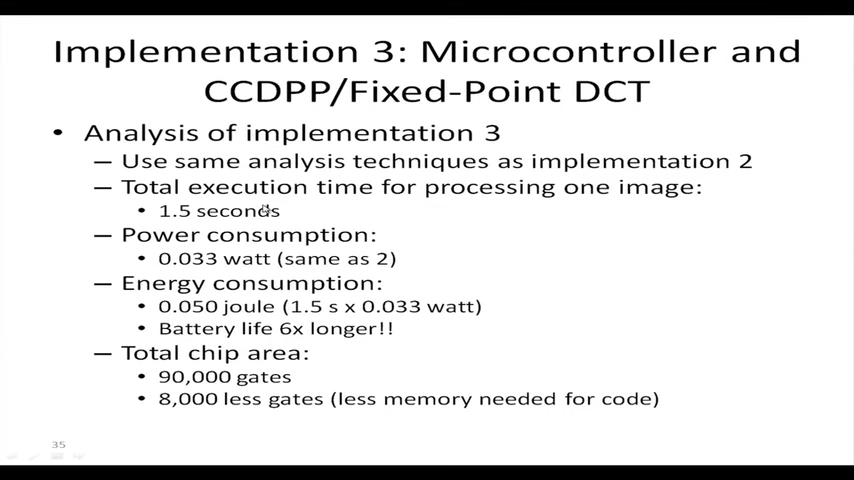 Implementation 3: Microcontroller and
CCDPP/Fixed-Point DCT
• Analysis of implementation 3
– Use same analysis techniques as implementation 2
– Total execution time for processing one image:
• 1.5 seconds
– Power consumption:
• 0.033 watt (same as 2)
– Energy consumption:
• 0.050 joule (1.5 s x 0.033 watt)
• Battery life 6x longer!!
– Total chip area:
• 90,000 gates
• 8,000 less gates (less memory needed for code)
35